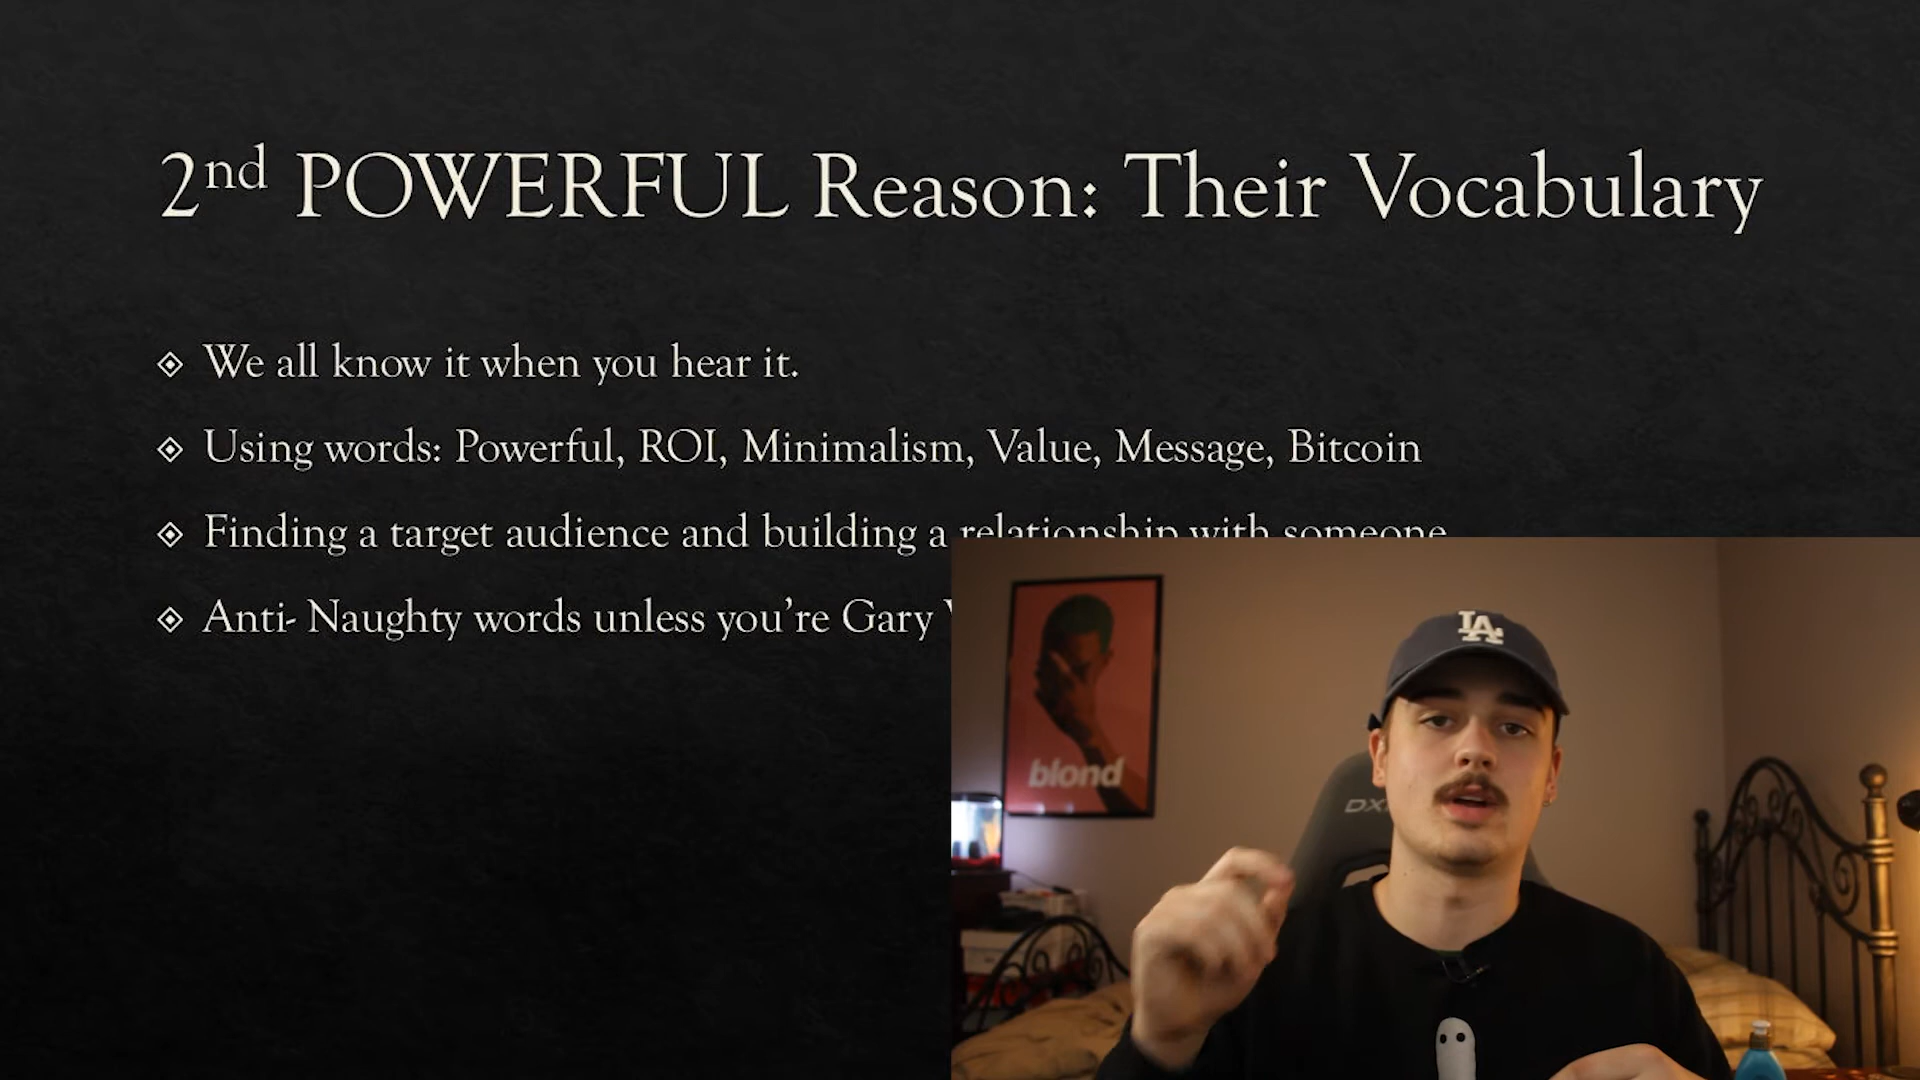 2nd POWERFUL Reason: Their Vocabulary
We all know it when you hear it.
Using words: Powerful, ROI, Minimalism, Value, Message, Bitcoin
Finding a target audience and building a relationship with someone
Anti- Naughty words unless you're Gary
LA
blond